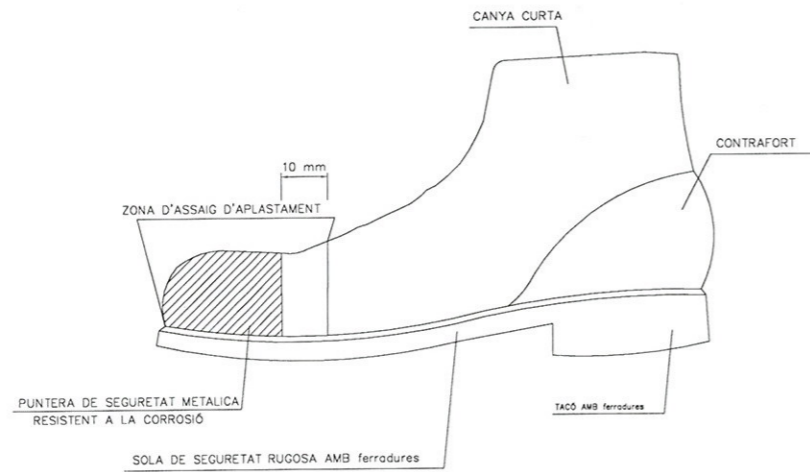 CANYA CURTA
CONTRAFORT
10 mm
ZONA D'ASSAIG D'APLASTAMENT
PUNTERA DE SEGURETAT METALICA
RESISTENT A LA CORROSIÓ
TACÓ AMB ferradures
SOLA DE SEGURETAT RUGOSA AMB ferradures